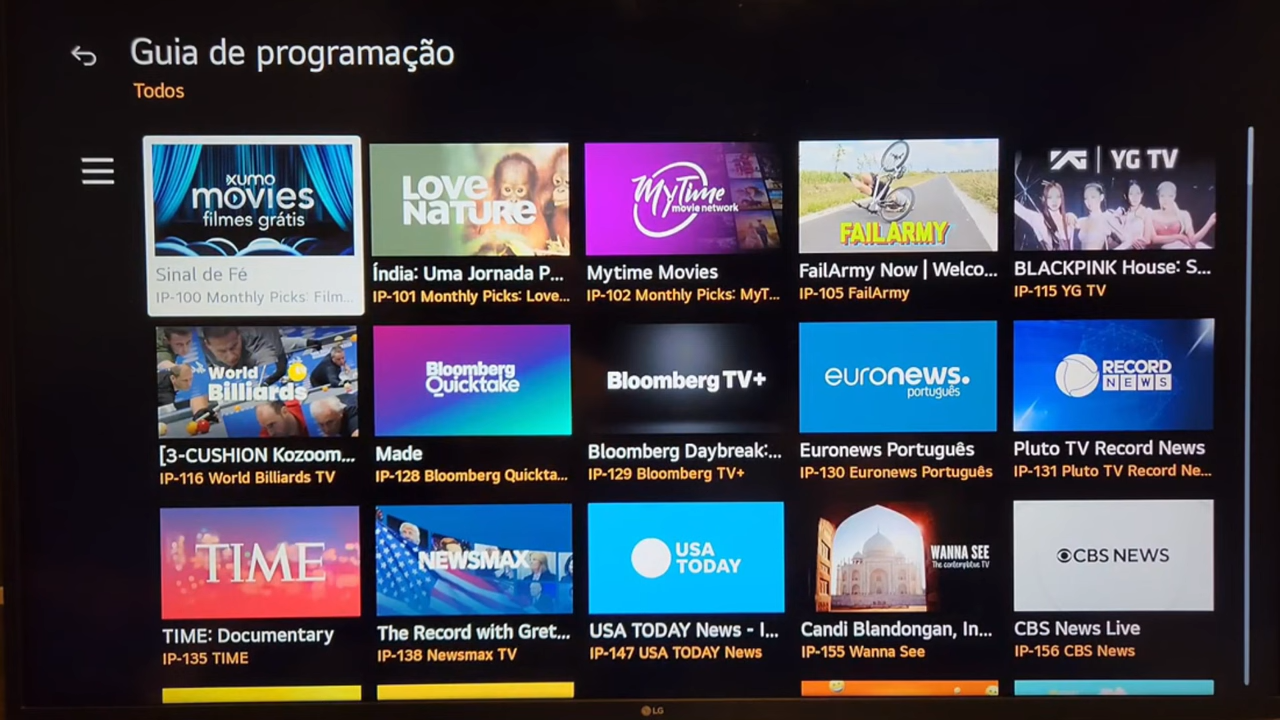 Guia de programação
Todos
xumo
movies
filmes grátis
Sinal de Fé
IP-100 Monthly Picks: Film...
LOVE
NATURE
Índia: Uma Jornada P...
IP-101 Monthly Picks: Love...
MyTime
movie network
Mytime Movies
IP-102 Monthly Picks: MyT...
FAILARMY
FailArmy Now | Welco...
IP-105 FailArmy
YG | YG TV
BLACKPINK House: S...
IP-115 YG TV
World
Billiards
[3-CUSHION Kozoom...
IP-116 World Billiards TV
Bloomberg
Quicktake
Made
IP-128 Bloomberg Quickta...
Bloomberg TV+
Bloomberg Daybreak:...
IP-129 Bloomberg TV+
euronews.
português
Euronews Português
IP-130 Euronews Português
RECORD
NEWS
Pluto TV Record News
IP-131 Pluto TV Record Ne...
TIME
TIME: Documentary
IP-135 TIME
NEWSMAX
The Record with Gret...
IP-138 Newsmax TV
USA
TODAY
USA TODAY News - I...
IP-147 USA TODAY News
WANNA SEE
The contemplative TV
Candi Blandongan, In...
IP-155 Wanna See
CBS NEWS
CBS News Live
IP-156 CBS News
LG